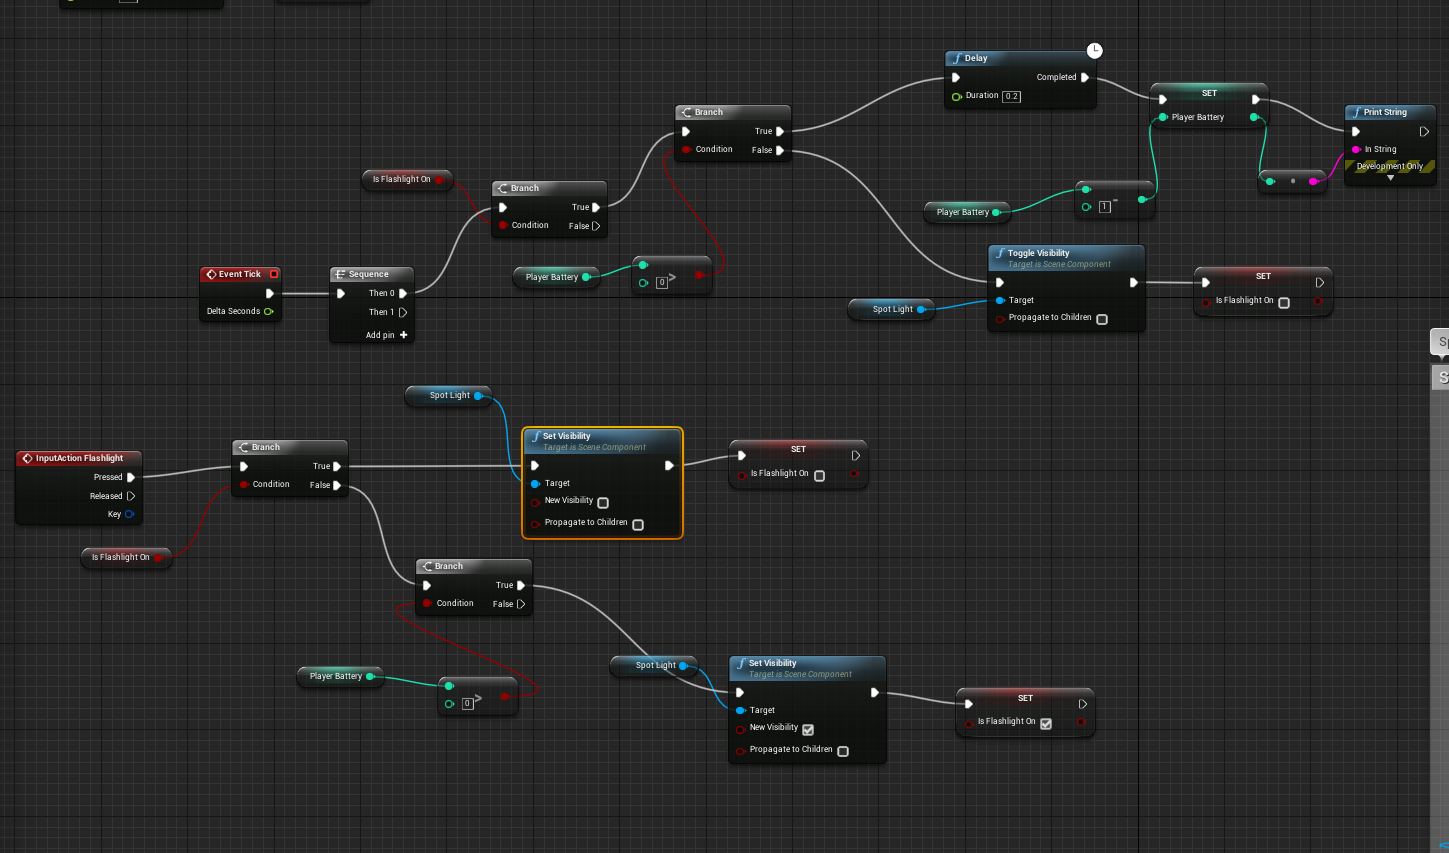 Delay
Completed
Duration 0.2
SET
Player Battery
Print String
In String
Development Only
Branch
True
Condition
False
Is Flashlight On
Branch
True
Condition
False
Player Battery
1 -
Event Tick
Delta Seconds
Sequence
Then 0
Then 1
Add pin +
Player Battery
0 >
Toggle Visibility
Target is Scene Component
Target
Propagate to Children
Spot Light
SET
Is Flashlight On
Spot Light
InputAction Flashlight
Pressed
Released
Key
Branch
True
Condition
False
Is Flashlight On
Set Visibility
Target is Scene Component
Target
New Visibility
Propagate to Children
SET
Is Flashlight On
Branch
True
Condition
False
Player Battery
0 >
Spot Light
Set Visibility
Target is Scene Component
Target
New Visibility
Propagate to Children
SET
Is Flashlight On